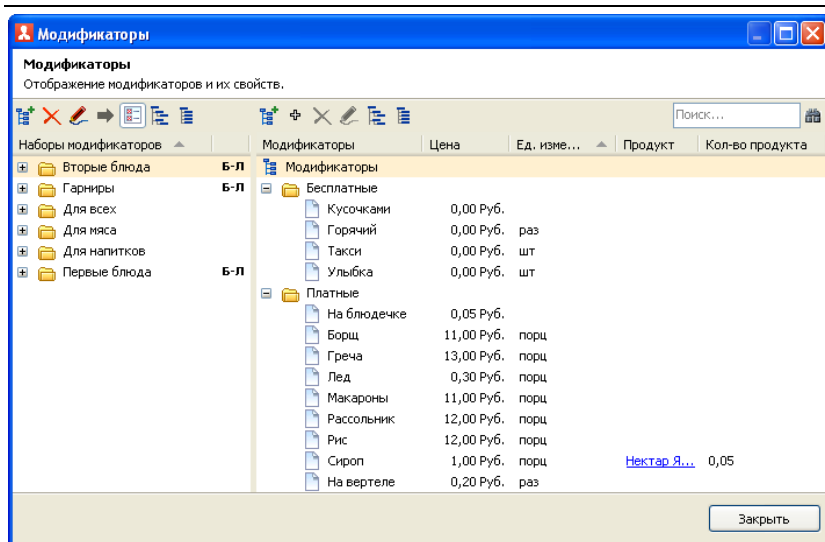 Модификаторы
Модификаторы
Отображение модификаторов и их свойств.
Поиск...
Наборы модификаторов
Модификаторы Цена Ед. изме... Продукт Кол-во продукта
Вторые блюда Б-Л
Гарниры Б-Л
Для всех
Для мяса
Для напитков
Первые блюда Б-Л
Модификаторы
Бесплатные
Кусочками 0,00 Руб.
Горячий 0,00 Руб. раз
Такси 0,00 Руб. шт
Улыбка 0,00 Руб. шт
Платные
На блюдечке 0,05 Руб.
Борщ 11,00 Руб. порц
Греча 13,00 Руб. порц
Лед 0,30 Руб. порц
Макароны 11,00 Руб. порц
Рассольник 12,00 Руб. порц
Рис 12,00 Руб. порц
Сироп 1,00 Руб. порц Нектар Я... 0,05
На вертеле 0,20 Руб. раз
Закрыть